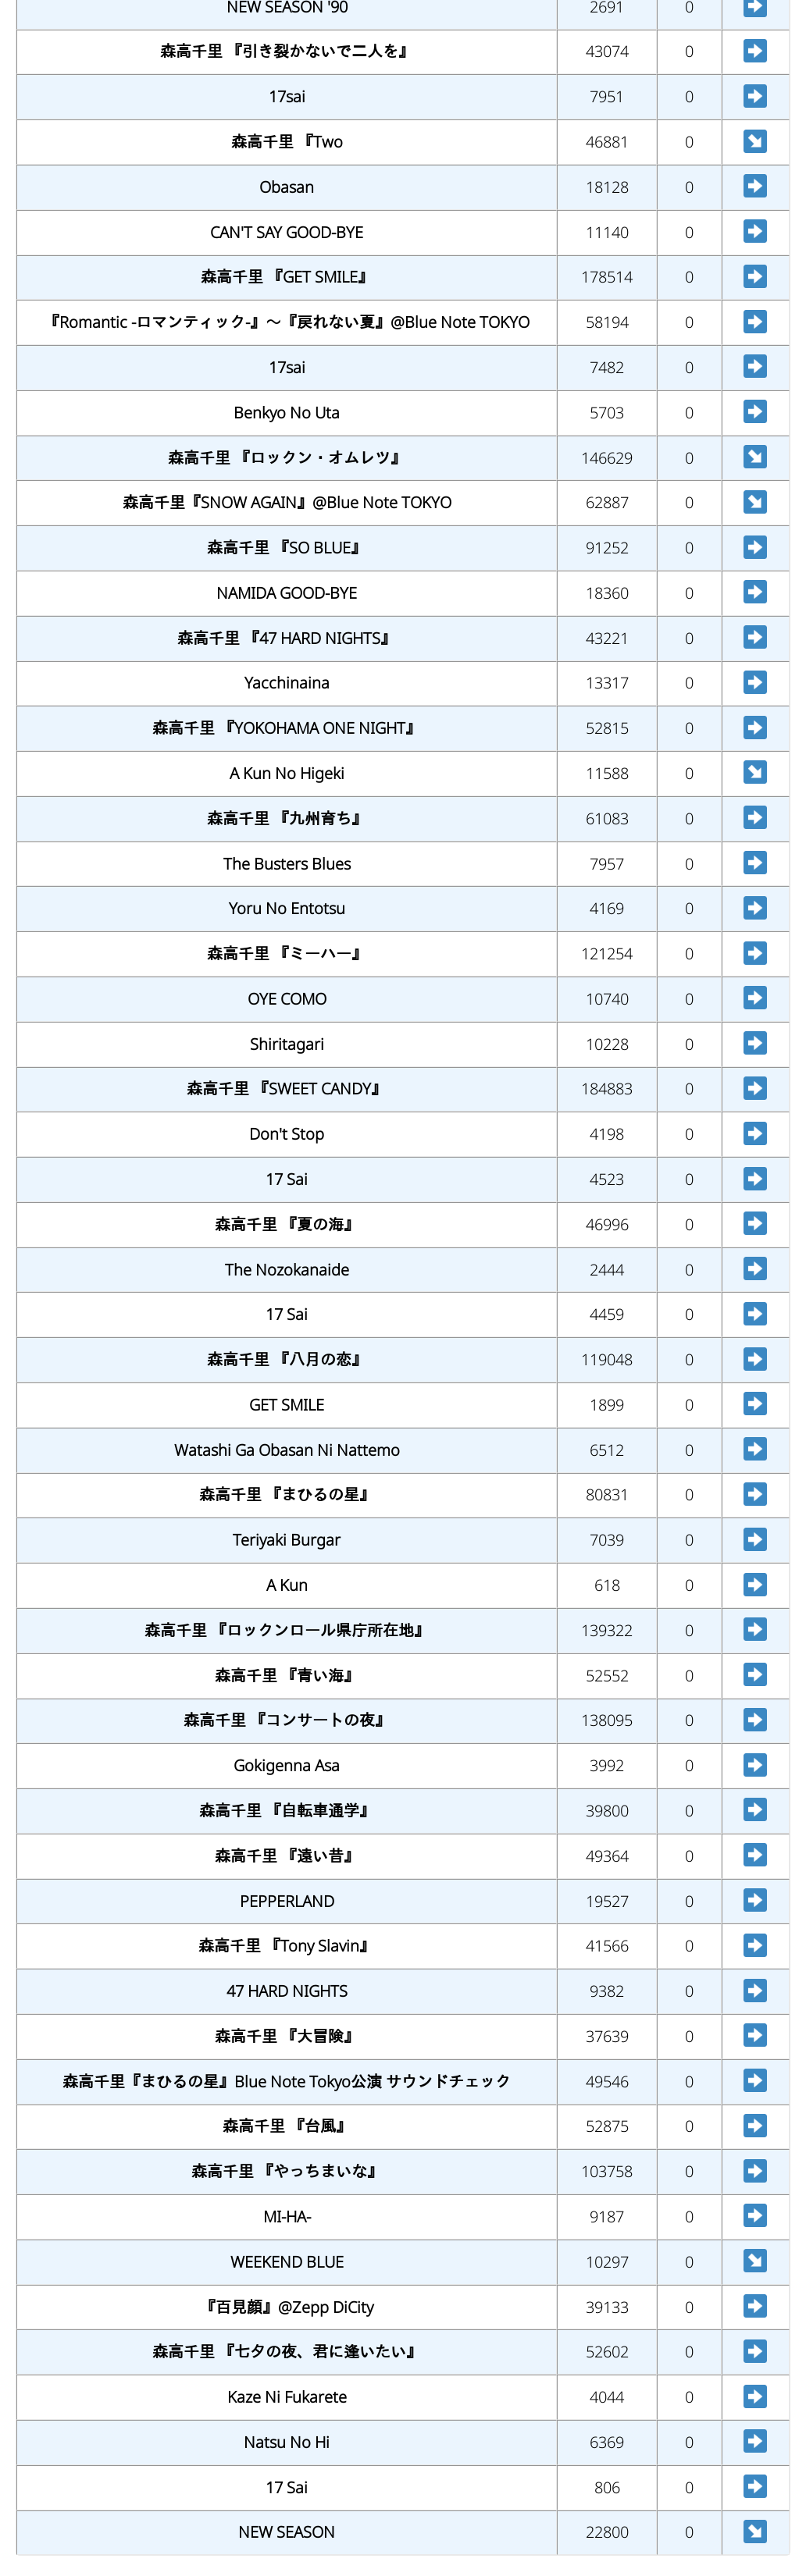 NEW SEASON '90 2691 0 ➡
森高千里 『引き裂かないで二人を』 43074 0 ➡
17sai 7951 0 ➡
森高千里 『Two 46881 0 ↘
Obasan 18128 0 ➡
CAN'T SAY GOOD-BYE 11140 0 ➡
森高千里 『GET SMILE』 178514 0 ➡
『Romantic -ロマンティック-』～『戻れない夏』@Blue Note TOKYO 58194 0 ➡
17sai 7482 0 ➡
Benkyo No Uta 5703 0 ➡
森高千里 『ロックン・オムレツ』 146629 0 ↘
森高千里『SNOW AGAIN』@Blue Note TOKYO 62887 0 ↘
森高千里 『SO BLUE』 91252 0 ➡
NAMIDA GOOD-BYE 18360 0 ➡
森高千里 『47 HARD NIGHTS』 43221 0 ➡
Yacchinaina 13317 0 ➡
森高千里 『YOKOHAMA ONE NIGHT』 52815 0 ➡
A Kun No Higeki 11588 0 ↘
森高千里 『九州育ち』 61083 0 ➡
The Busters Blues 7957 0 ➡
Yoru No Entotsu 4169 0 ➡
森高千里 『ミーハー』 121254 0 ➡
OYE COMO 10740 0 ➡
Shiritagari 10228 0 ➡
森高千里 『SWEET CANDY』 184883 0 ➡
Don't Stop 4198 0 ➡
17 Sai 4523 0 ➡
森高千里 『夏の海』 46996 0 ➡
The Nozokanaide 2444 0 ➡
17 Sai 4459 0 ➡
森高千里 『八月の恋』 119048 0 ➡
GET SMILE 1899 0 ➡
Watashi Ga Obasan Ni Nattemo 6512 0 ➡
森高千里 『まひるの星』 80831 0 ➡
Teriyaki Burgar 7039 0 ➡
A Kun 618 0 ➡
森高千里 『ロックンロール県庁所在地』 139322 0 ➡
森高千里 『青い海』 52552 0 ➡
森高千里 『コンサートの夜』 138095 0 ➡
Gokigenna Asa 3992 0 ➡
森高千里 『自転車通学』 39800 0 ➡
森高千里 『遠い昔』 49364 0 ➡
PEPPERLAND 19527 0 ➡
森高千里 『Tony Slavin』 41566 0 ➡
47 HARD NIGHTS 9382 0 ➡
森高千里 『大冒険』 37639 0 ➡
森高千里『まひるの星』Blue Note Tokyo公演 サウンドチェック 49546 0 ➡
森高千里 『台風』 52875 0 ➡
森高千里 『やっちまいな』 103758 0 ➡
MI-HA- 9187 0 ➡
WEEKEND BLUE 10297 0 ↘
『百見顔』@Zepp DiCity 39133 0 ➡
森高千里 『七夕の夜、君に逢いたい』 52602 0 ➡
Kaze Ni Fukarete 4044 0 ➡
Natsu No Hi 6369 0 ➡
17 Sai 806 0 ➡
NEW SEASON 22800 0 ↘